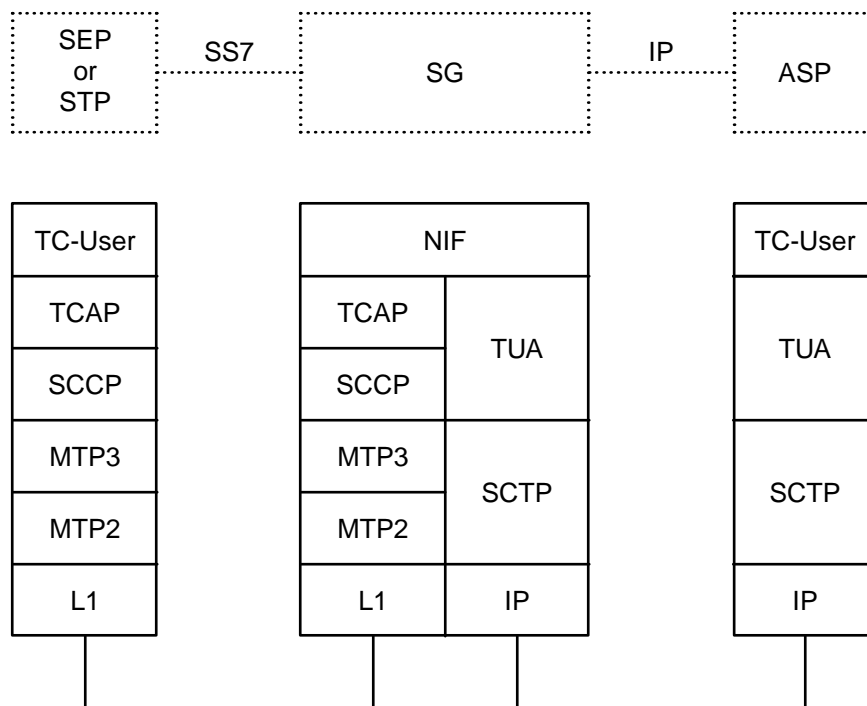 SEP
or
STP
SS7
SG
IP
ASP
TC-User
NIF
TC-User
TCAP
TCAP
TUA
TUA
SCCP
SCCP
MTP3
MTP3
SCTP
SCTP
MTP2
MTP2
L1
L1
IP
IP